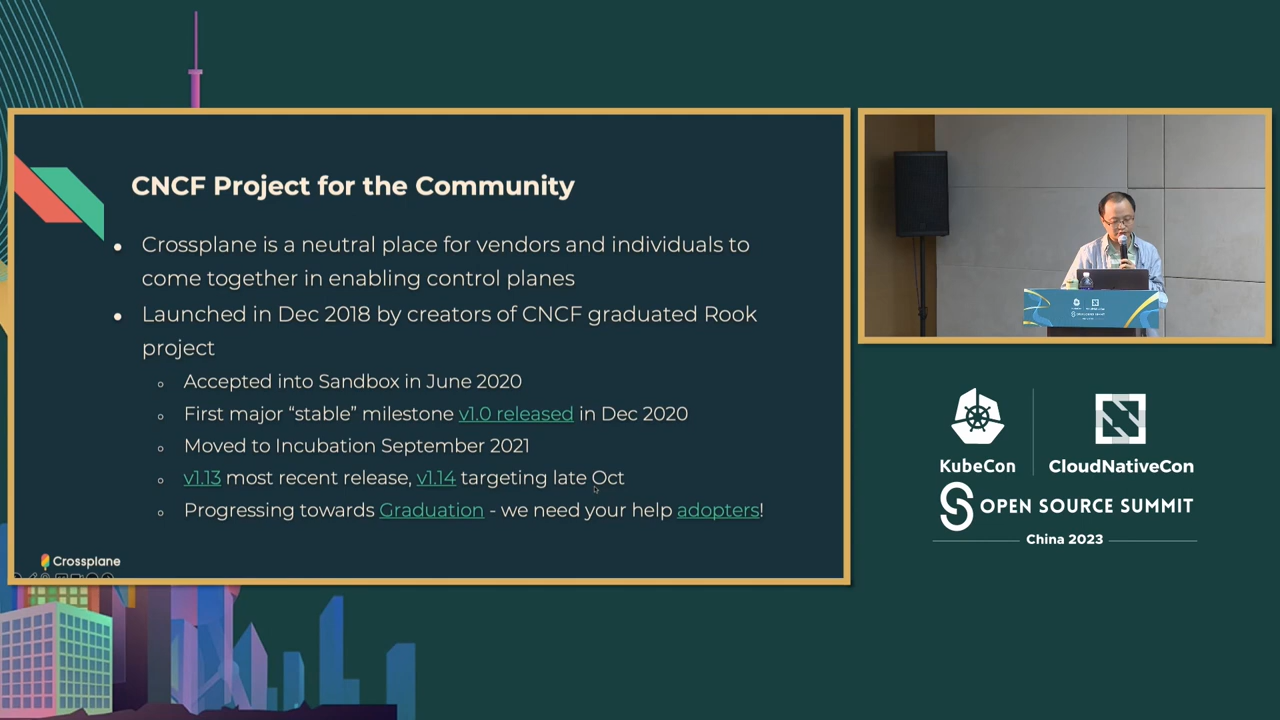 CNCF Project for the Community
Crossplane is a neutral place for vendors and individuals to
come together in enabling control planes
Launched in Dec 2018 by creators of CNCF graduated Rook
project
Accepted into Sandbox in June 2020
First major “stable” milestone v1.0 released in Dec 2020
Moved to Incubation September 2021
v1.13 most recent release, v1.14 targeting late Oct
Progressing towards Graduation - we need your help adopters!
Crossplane
KubeCon
CloudNativeCon
OPEN SOURCE SUMMIT
China 2023